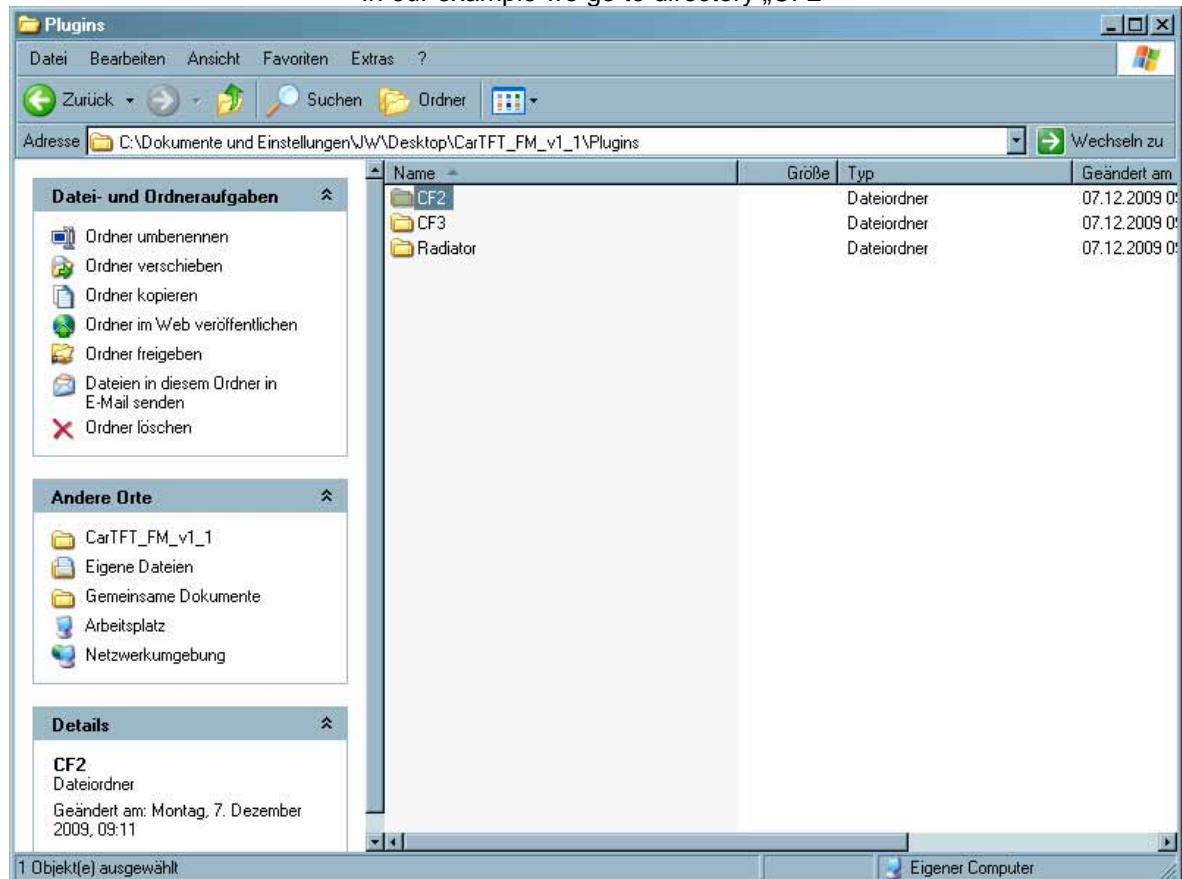 In our example we go to directory „CF2“
Plugins
Datei Bearbeiten Ansicht Favoriten Extras ?
Zurück Suchen Ordner
Adresse C:\Dokumente und Einstellungen\JW\Desktop\CarTFT_FM_v1_1\Plugins Wechseln zu
Datei- und Ordneraufgaben
Ordner umbenennen
Ordner verschieben
Ordner kopieren
Ordner im Web veröffentlichen
Ordner freigeben
Dateien in diesem Ordner in
E-Mail senden
Ordner löschen
Andere Orte
CarTFT_FM_v1_1
Eigene Dateien
Gemeinsame Dokumente
Arbeitsplatz
Netzwerkumgebung
Details
CF2
Dateiordner
Geändert am: Montag, 7. Dezember
2009, 09:11
Name Größe Typ Geändert am
CF2 Dateiordner 07.12.2009
CF3 Dateiordner 07.12.2009
Radiator Dateiordner 07.12.2009
1 Objekt(e) ausgewählt Eigener Computer